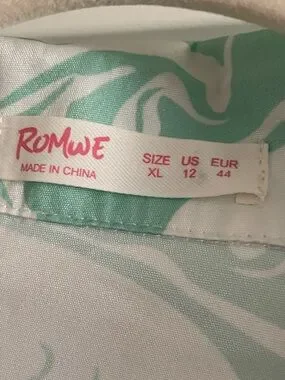 ROMWE
MADE IN CHINA
SIZE US EUR
XL 12 44